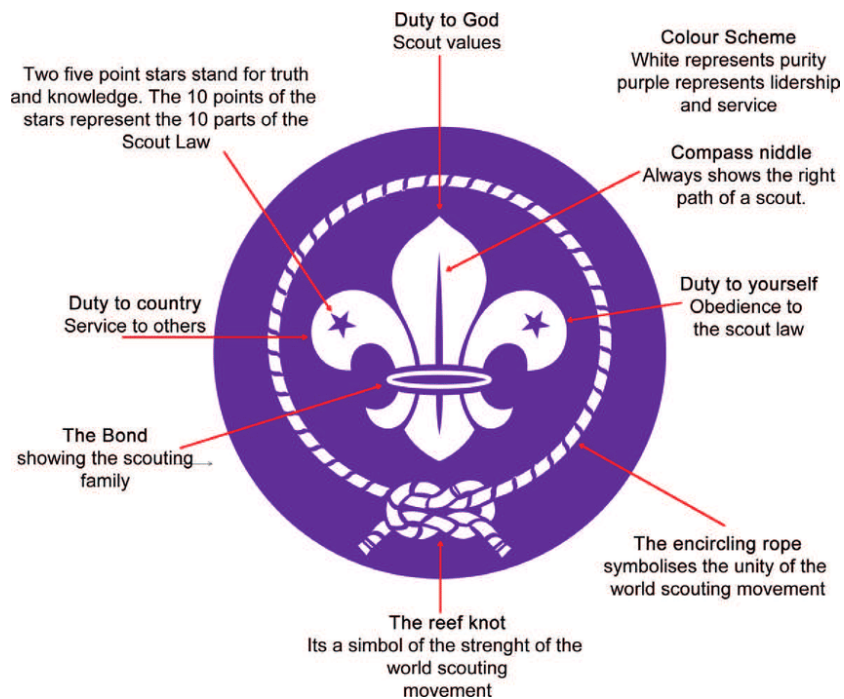 Duty to God
Scout values
Colour Scheme
White represents purity
purple represents lidership
and service
Two five point stars stand for truth
and knowledge. The 10 points of the
stars represent the 10 parts of the
Scout Law
Compass niddle
Always shows the right
path of a scout.
Duty to country
Service to others
Duty to yourself
Obedience to
the scout law
The Bond
showing the scouting
family
The encircling rope
symbolises the unity of the
world scouting movement
The reef knot
Its a simbol of the strenght of the
world scouting
movement